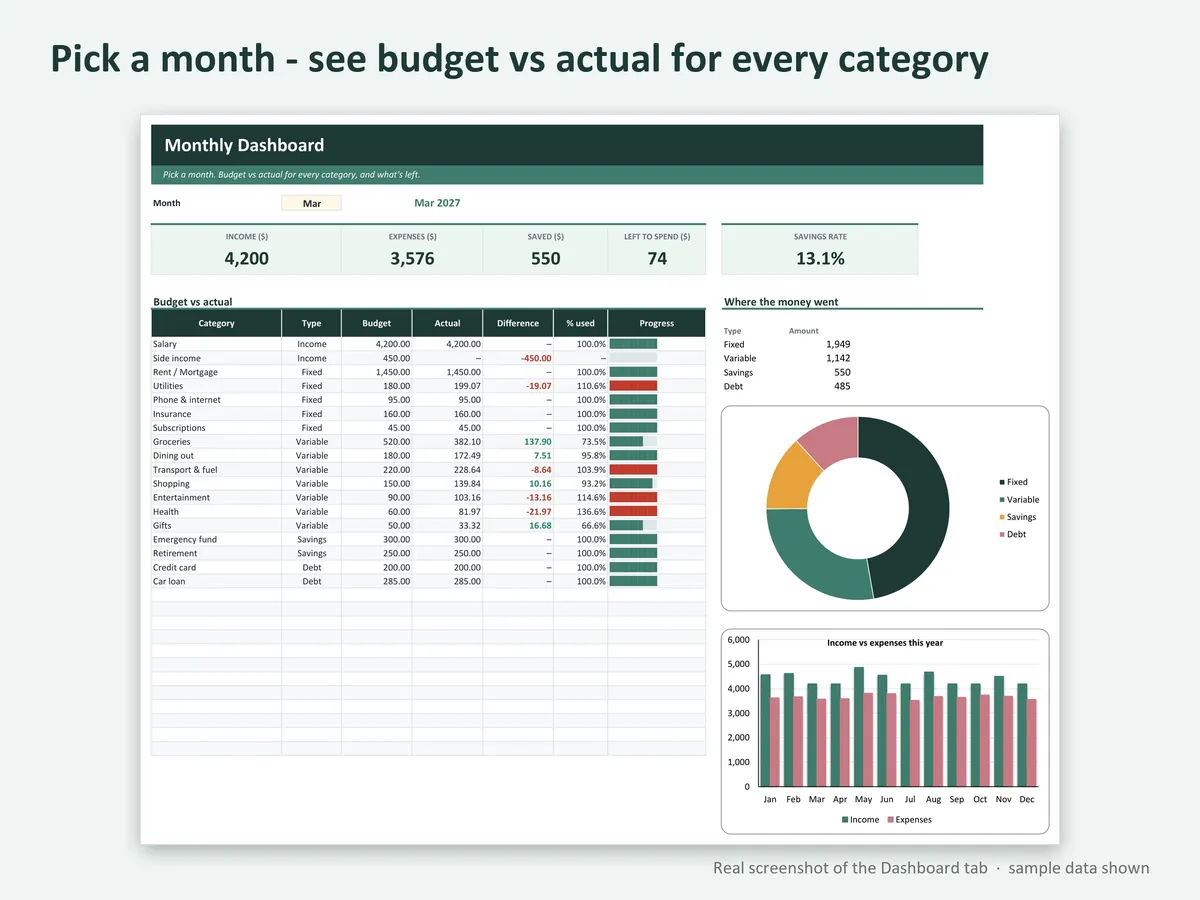 Pick a month - see budget vs actual for every category
Monthly Dashboard
Pick a month. Budget vs actual for every category, and what's left.
Month Mar Mar 2027
INCOME ($) EXPENSES ($) SAVED ($) LEFT TO SPEND ($) SAVINGS RATE
4,200 3,576 550 74 13.1%
Budget vs actual
Category Type Budget Actual Difference % used Progress
Salary Income 4,200.00 4,200.00 – 100.0%
Side income Income 450.00 – -450.00 –
Rent / Mortgage Fixed 1,450.00 1,450.00 – 100.0%
Utilities Fixed 180.00 199.07 -19.07 110.6%
Phone & internet Fixed 95.00 95.00 – 100.0%
Insurance Fixed 160.00 160.00 – 100.0%
Subscriptions Fixed 45.00 45.00 – 100.0%
Groceries Variable 520.00 382.10 137.90 73.5%
Dining out Variable 180.00 172.49 7.51 95.8%
Transport & fuel Variable 220.00 228.64 -8.64 103.9%
Shopping Variable 150.00 139.84 10.16 93.2%
Entertainment Variable 90.00 103.16 -13.16 114.6%
Health Variable 60.00 81.97 -21.97 136.6%
Gifts Variable 50.00 33.32 16.68 66.6%
Emergency fund Savings 300.00 300.00 – 100.0%
Retirement Savings 250.00 250.00 – 100.0%
Credit card Debt 200.00 200.00 – 100.0%
Car loan Debt 285.00 285.00 – 100.0%
Where the money went
Type Amount
Fixed 1,949
Variable 1,142
Savings 550
Debt 485
Fixed
Variable
Savings
Debt
Income vs expenses this year
6,000
5,000
4,000
3,000
2,000
1,000
0
Jan Feb Mar Apr May Jun Jul Aug Sep Oct Nov Dec
Income Expenses
Real screenshot of the Dashboard tab · sample data shown